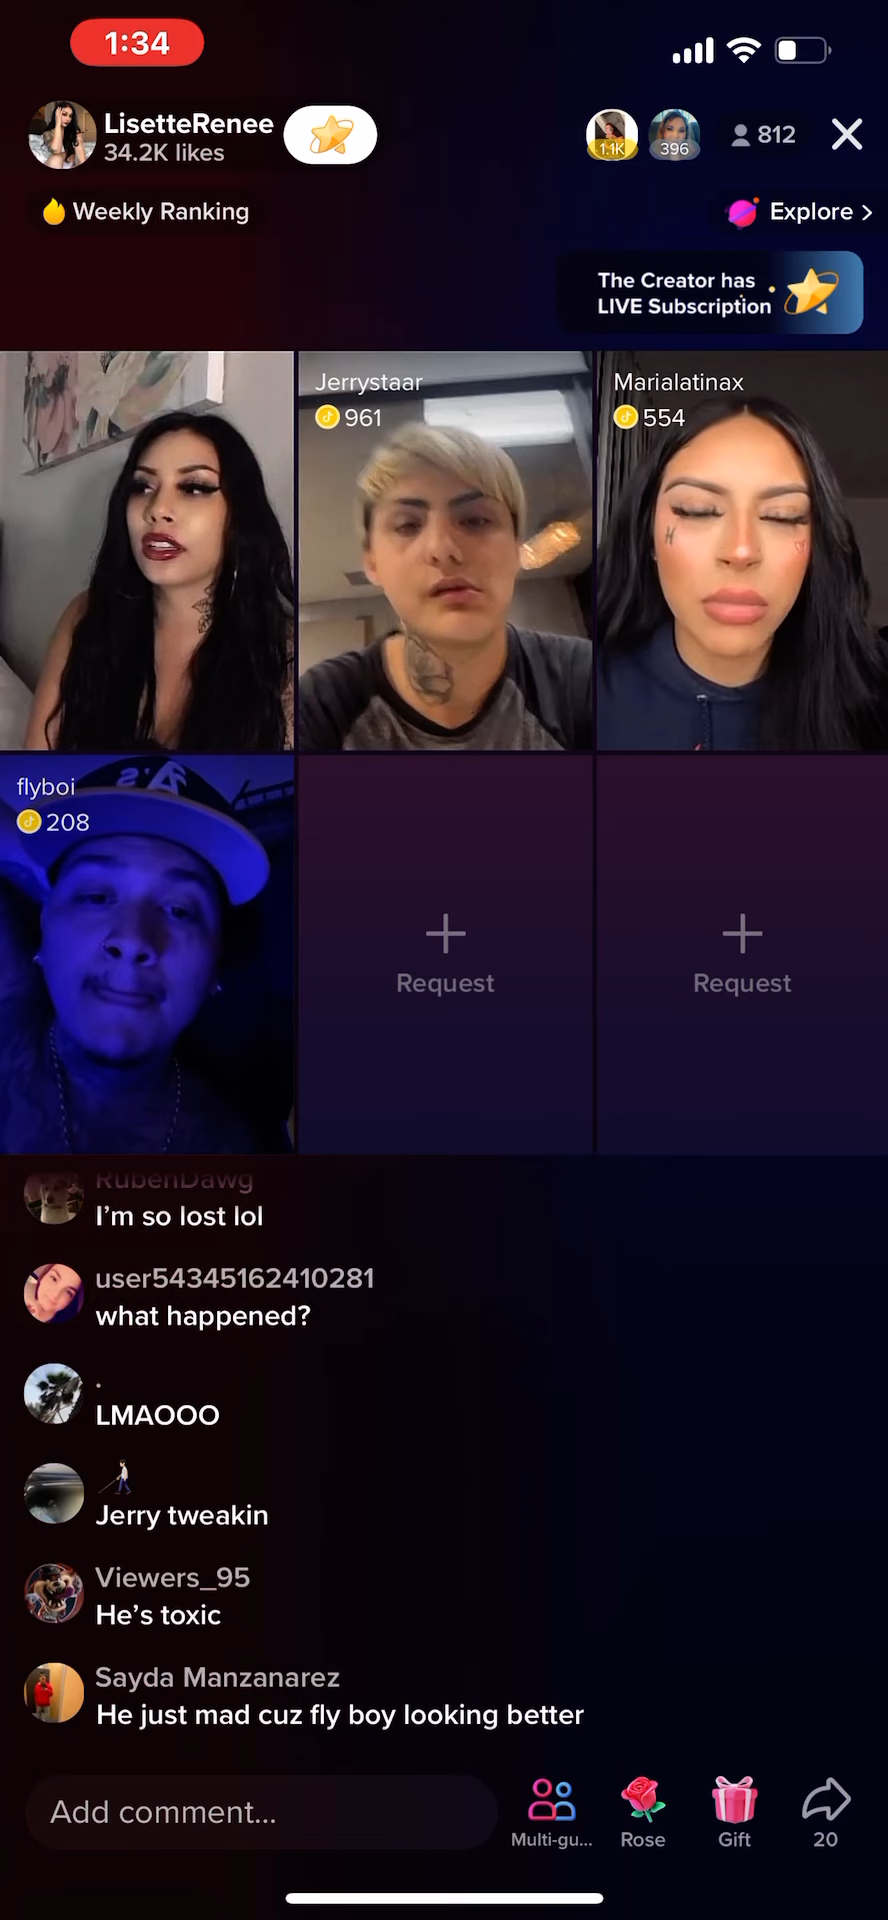 1:34
LisetteRenee
34.2K likes
1.1K
396
812
Weekly Ranking
Explore >
The Creator has
LIVE Subscription
Jerrystaar
961
Marialatinax
554
flyboi
208
A's
Request
Request
RubenDawg
I'm so lost lol
user54345162410281
what happened?
.
LMAOOO
Jerry tweakin
Viewers_95
He's toxic
Sayda Manzanarez
He just mad cuz fly boy looking better
Add comment...
Multi-gu...
Rose
Gift
20